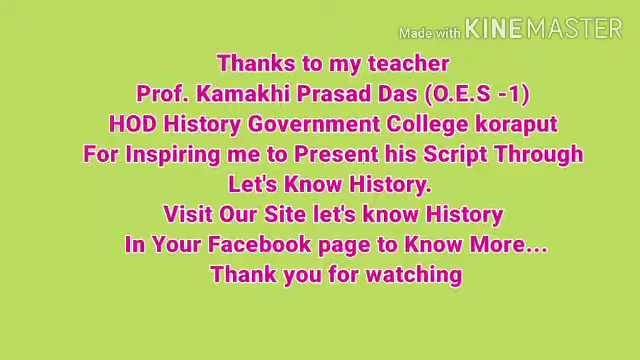 Made with KINEMASTER
Thanks to my teacher
Prof. Kamakhi Prasad Das (O.E.S -1)
HOD History Government College koraput
For Inspiring me to Present his Script Through
Let's Know History.
Visit Our Site let's know History
In Your Facebook page to Know More...
Thank you for watching